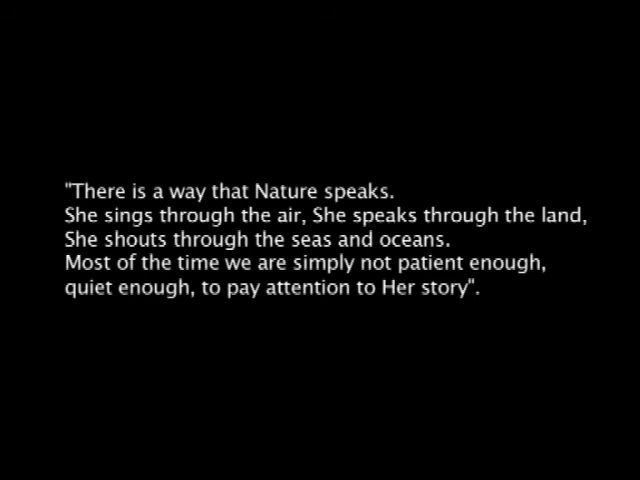 "There is a way that Nature speaks.
She sings through the air, She speaks through the land,
She shouts through the seas and oceans.
Most of the time we are simply not patient enough,
quiet enough, to pay attention to Her story".